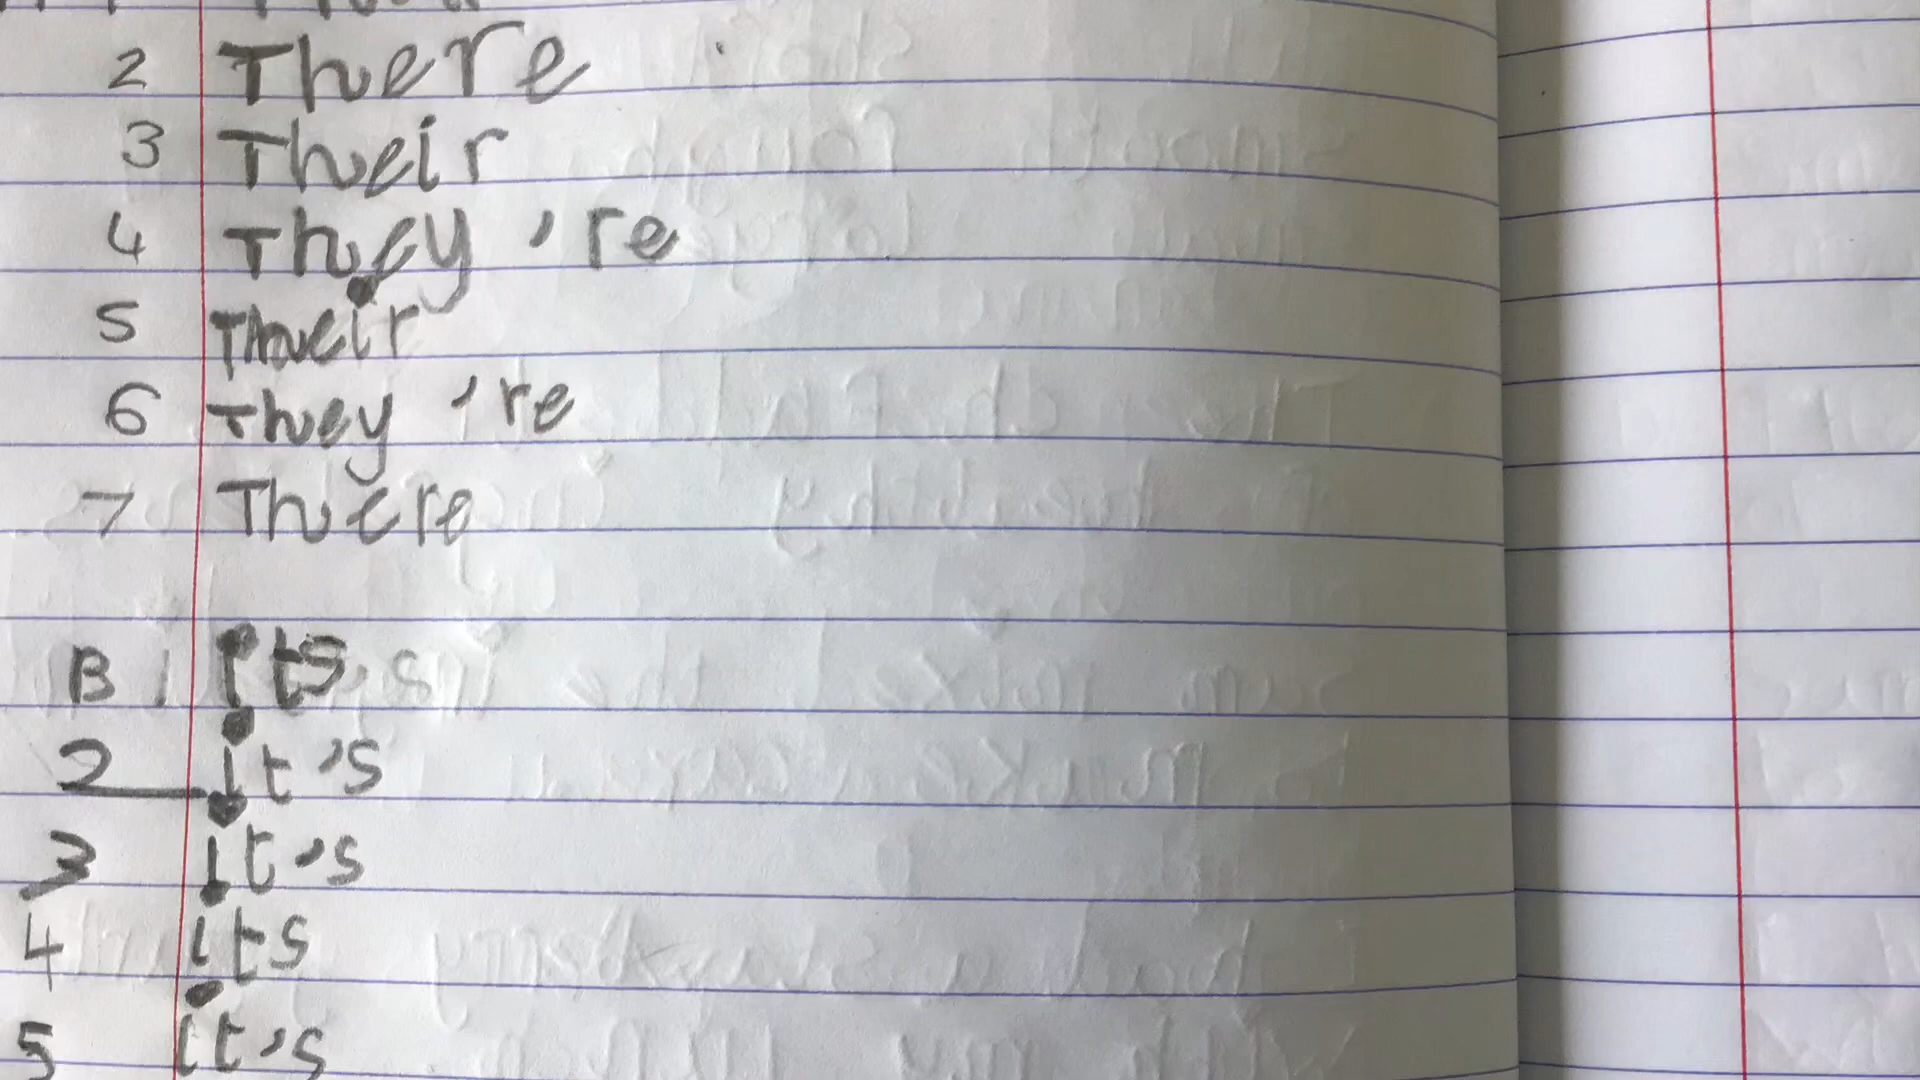 2 There
3 Their
4 They're
5 Their
6 They're
7 There
B 1 its
2 it's
3 it's
4 its
5 it's